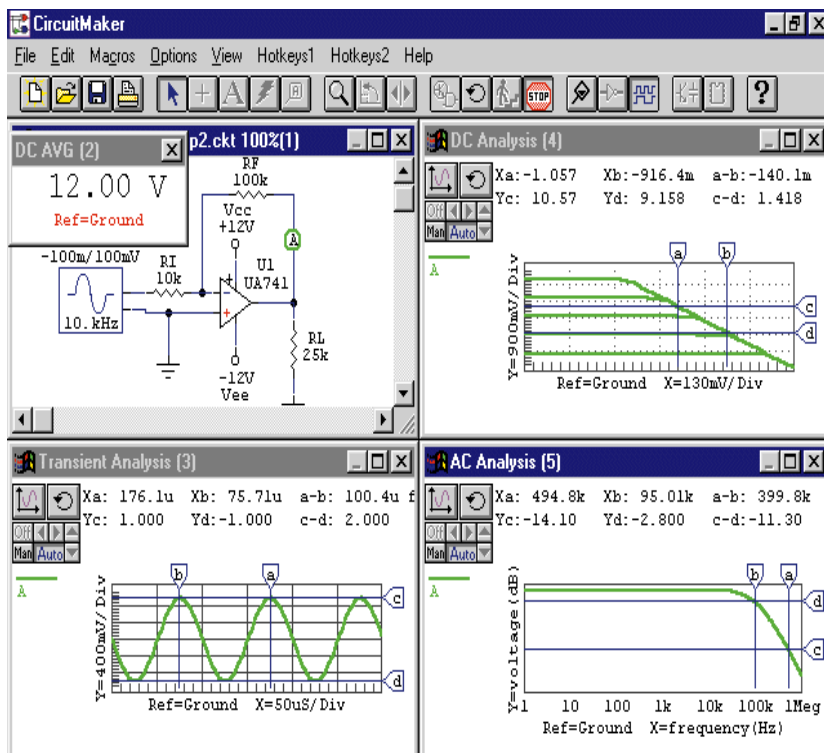 CircuitMaker
File Edit Macros Options View Hotkeys1 Hotkeys2 Help
A STOP ?
p2.ckt 100%(1)
DC AVG (2)
12.00 V
Ref=Ground
RF
100k
Vcc
+12V
A
-100m/100mV
RI
10k
U1
UA741
10.kHz
RL
25k
-12V
Vee
DC Analysis (4)
Xa:-1.057 Xb:-916.4m a-b:-140.1m
Yc: 10.57 Yd: 9.158 c-d: 1.418
Off
Man Auto
A
a b
c
d
Y=900mV/Div
Ref=Ground X=130mV/Div
Transient Analysis (3)
Xa: 176.1u Xb: 75.71u a-b: 100.4u f
Yc: 1.000 Yd:-1.000 c-d: 2.000
Off
Man Auto
A
b a
c
d
Y=400mV/Div
Ref=Ground X=50uS/Div
AC Analysis (5)
Xa: 494.8k Xb: 95.01k a-b: 399.8k
Yc:-14.10 Yd:-2.800 c-d:-11.30
Off
Man Auto
A
b a
d
c
Y=voltage(dB)
1 10 100 1k 10k 100k 1Meg
Ref=Ground X=frequency(Hz)